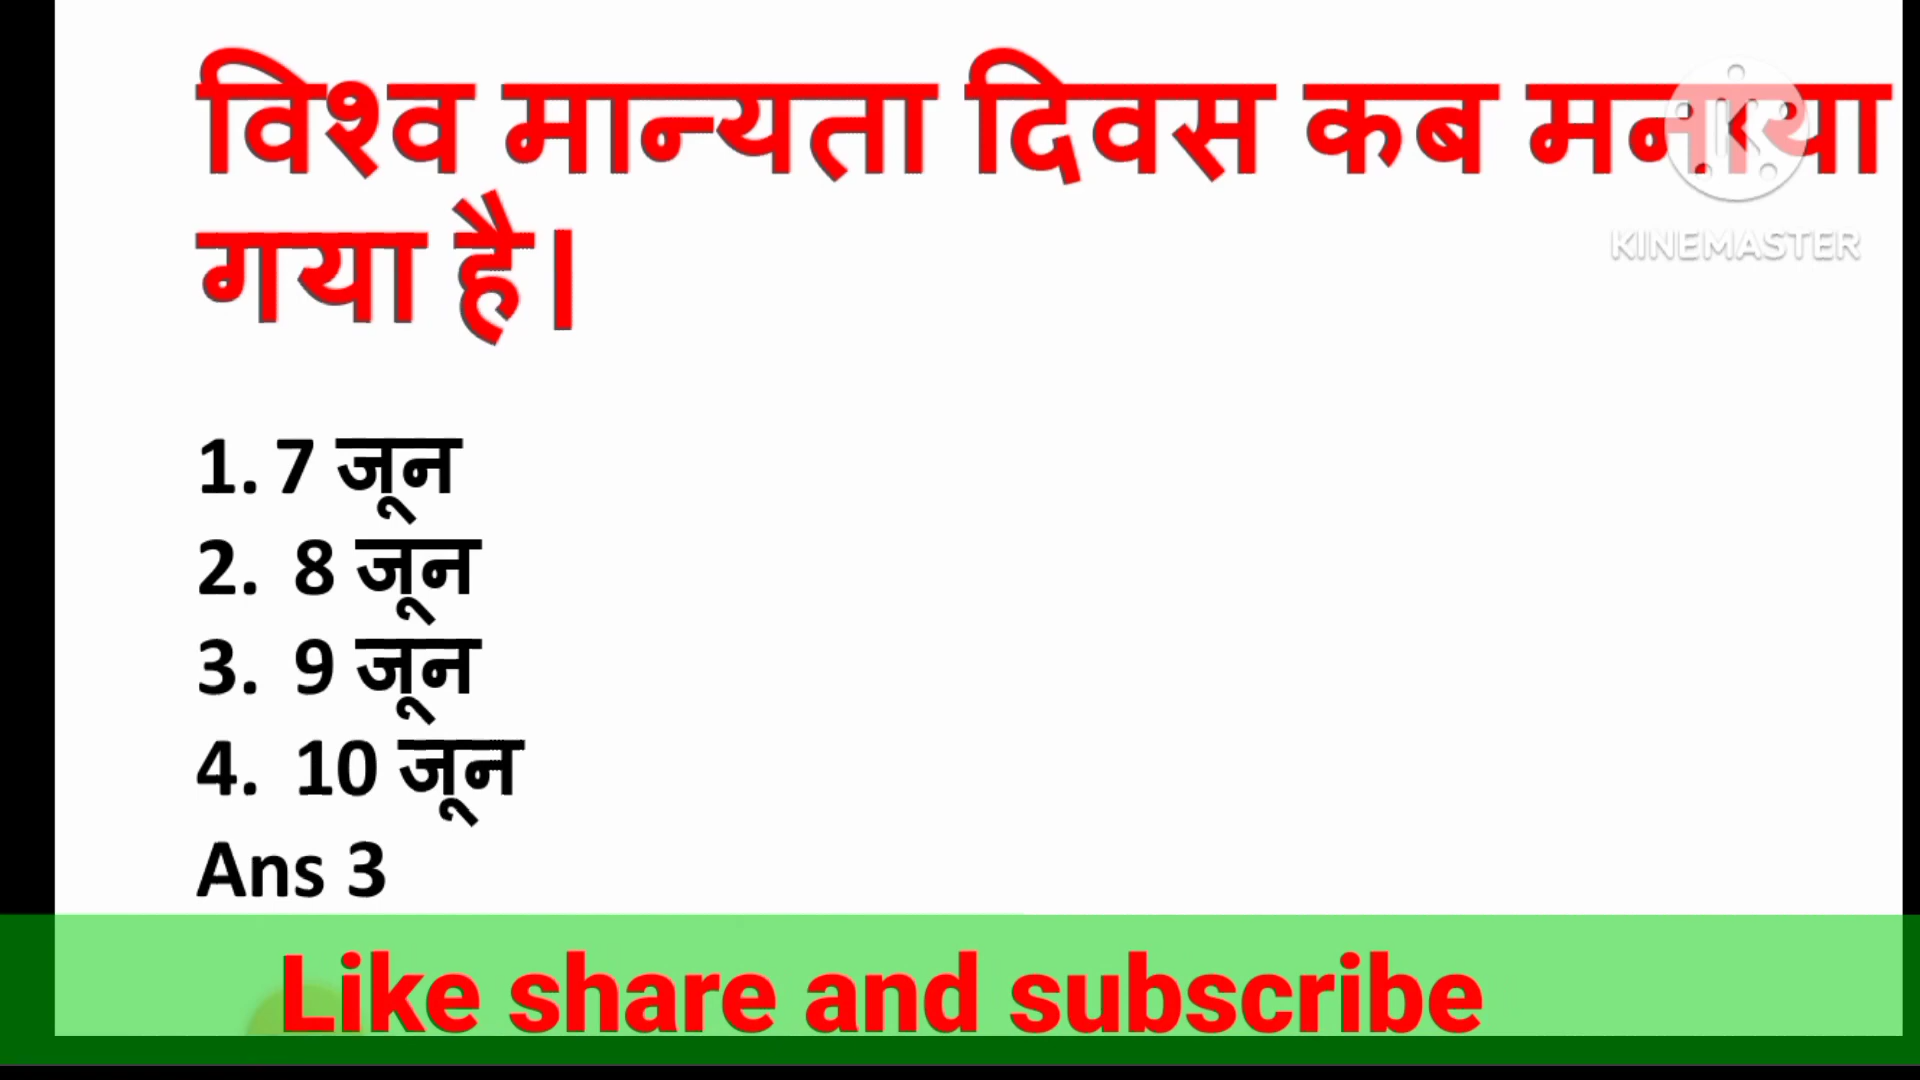 विश्व मान्यता दिवस कब मनाया
गया है।
KINEMASTER
1. 7 जून
2. 8 जून
3. 9 जून
4. 10 जून
Ans 3
Like share and subscribe